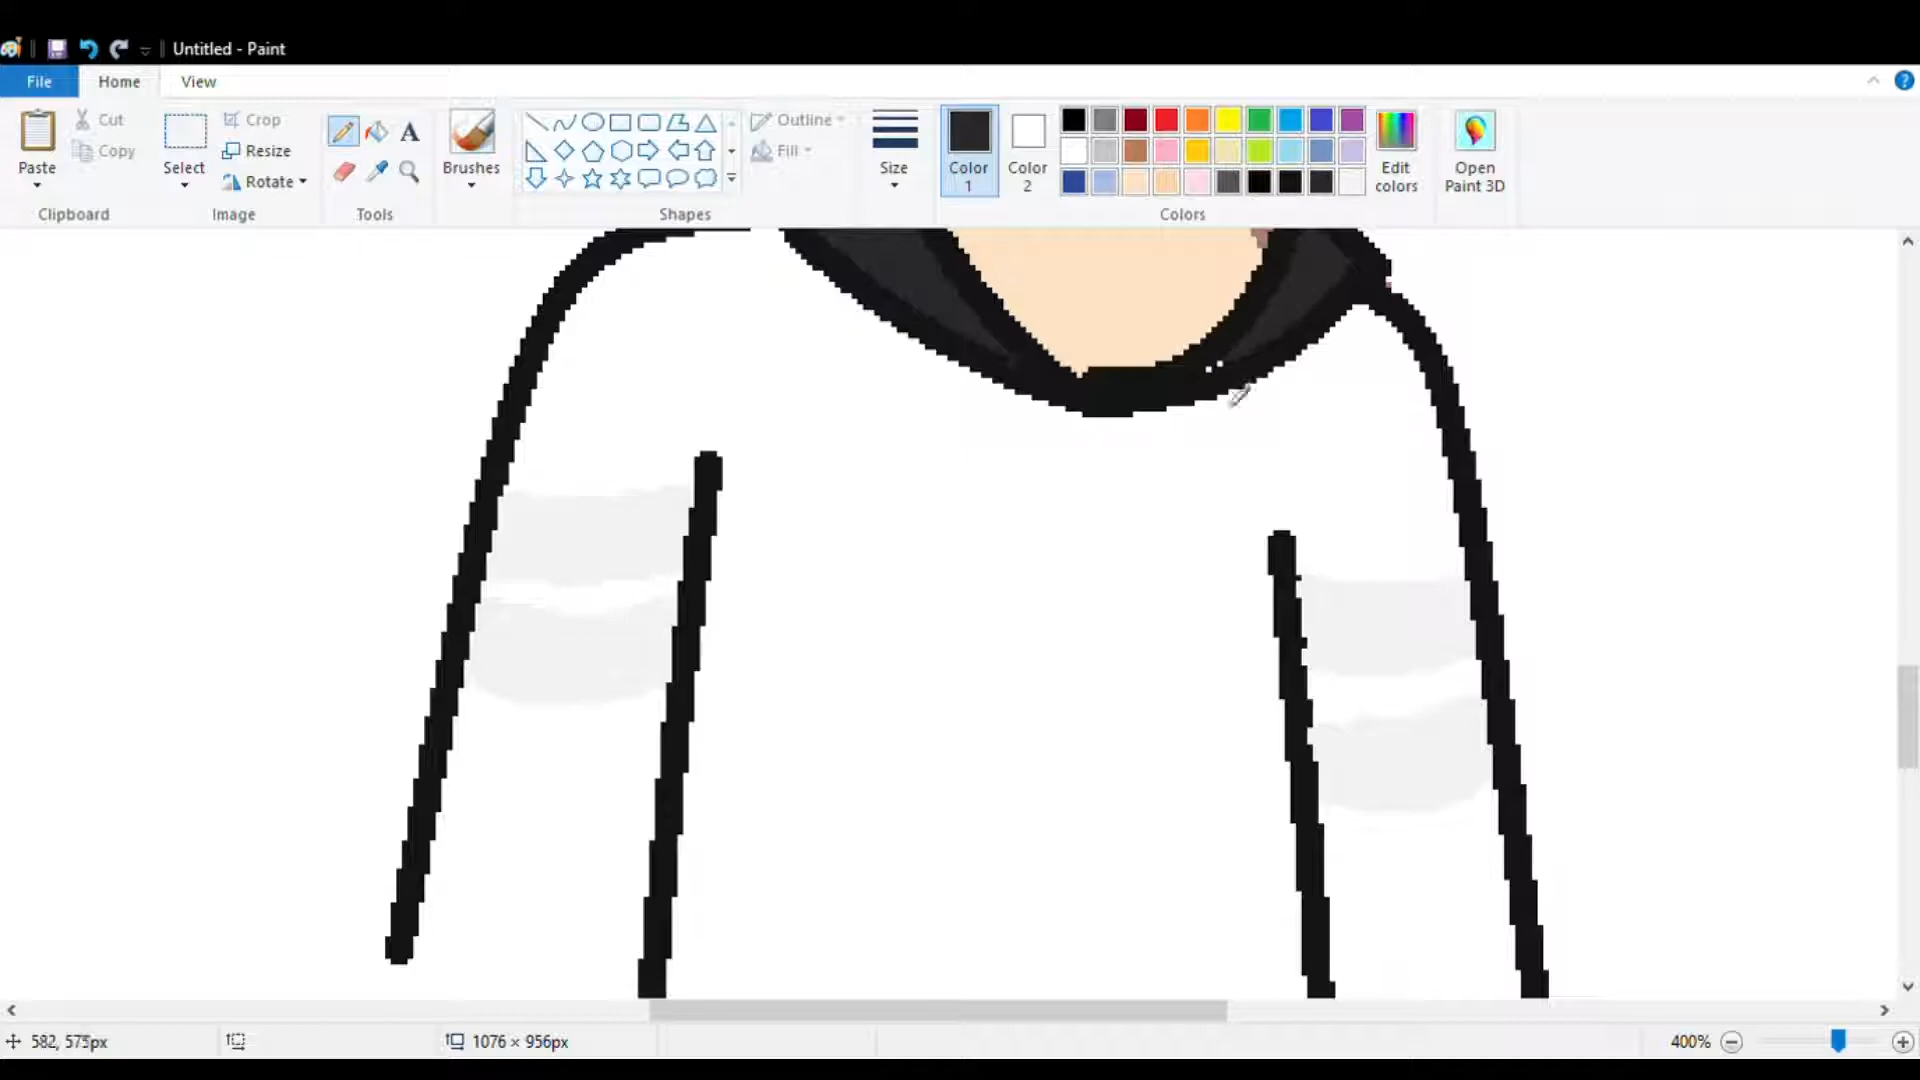 Untitled - Paint
File Home View
Paste Cut Copy
Clipboard
Select Crop Resize Rotate
Image
A
Tools
Brushes
Outline Fill
Shapes
Size
Color 1
Color 2
Edit colors
Colors
Open Paint 3D
582, 575px
1076 × 956px
400%